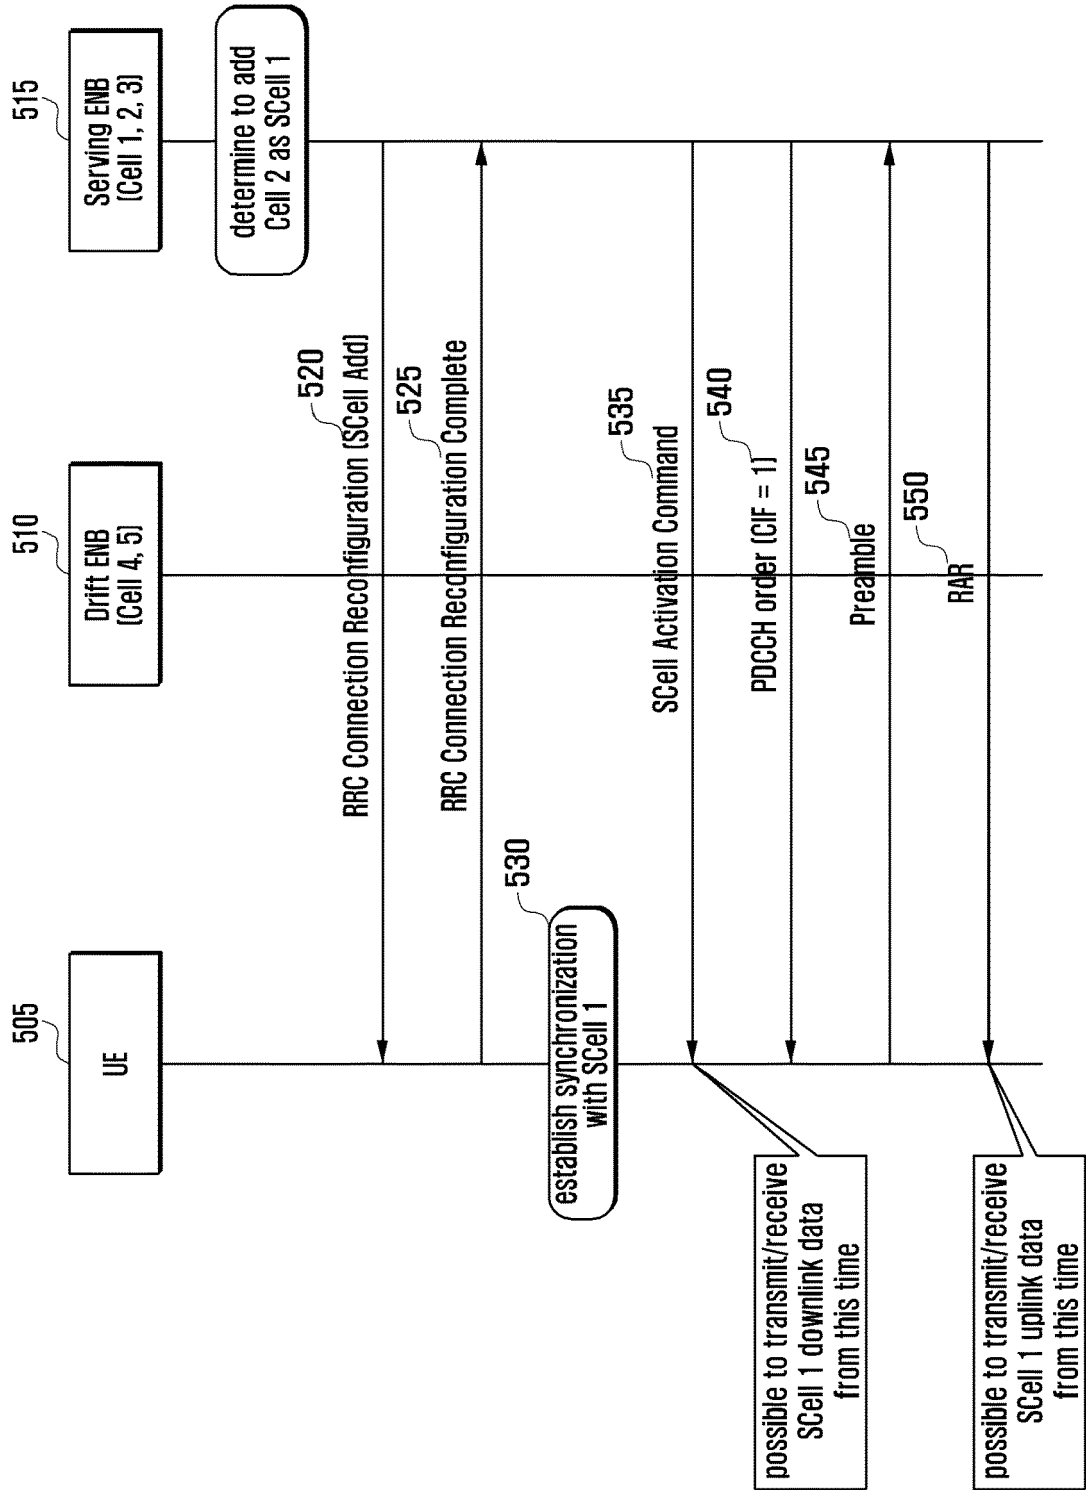 505
510
515
UE
Drift ENB
(Cell 4, 5)
Serving ENB
(Cell 1, 2, 3)
determine to add
Cell 2 as SCell 1
520
RRC Connection Reconfiguration (SCell Add)
525
RRC Connection Reconfiguration Complete
530
establish synchronization
with SCell 1
535
SCell Activation Command
540
PDCCH order (CIF = 1)
possible to transmit/receive
SCell 1 downlink data
from this time
545
Preamble
550
RAR
possible to transmit/receive
SCell 1 uplink data
from this time